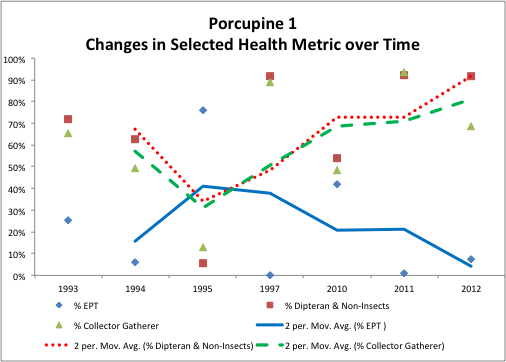 Porcupine 1
Changes in Selected Health Metric over Time
100%
90%
80%
70%
60%
50%
40%
30%
20%
10%
0%
1993 1994 1995 1997 2010 2011 2012
% EPT % Dipteran & Non-Insects
% Collector Gatherer 2 per. Mov. Avg. (% EPT )
2 per. Mov. Avg. (% Dipteran & Non-Insects) 2 per. Mov. Avg. (% Collector Gatherer)